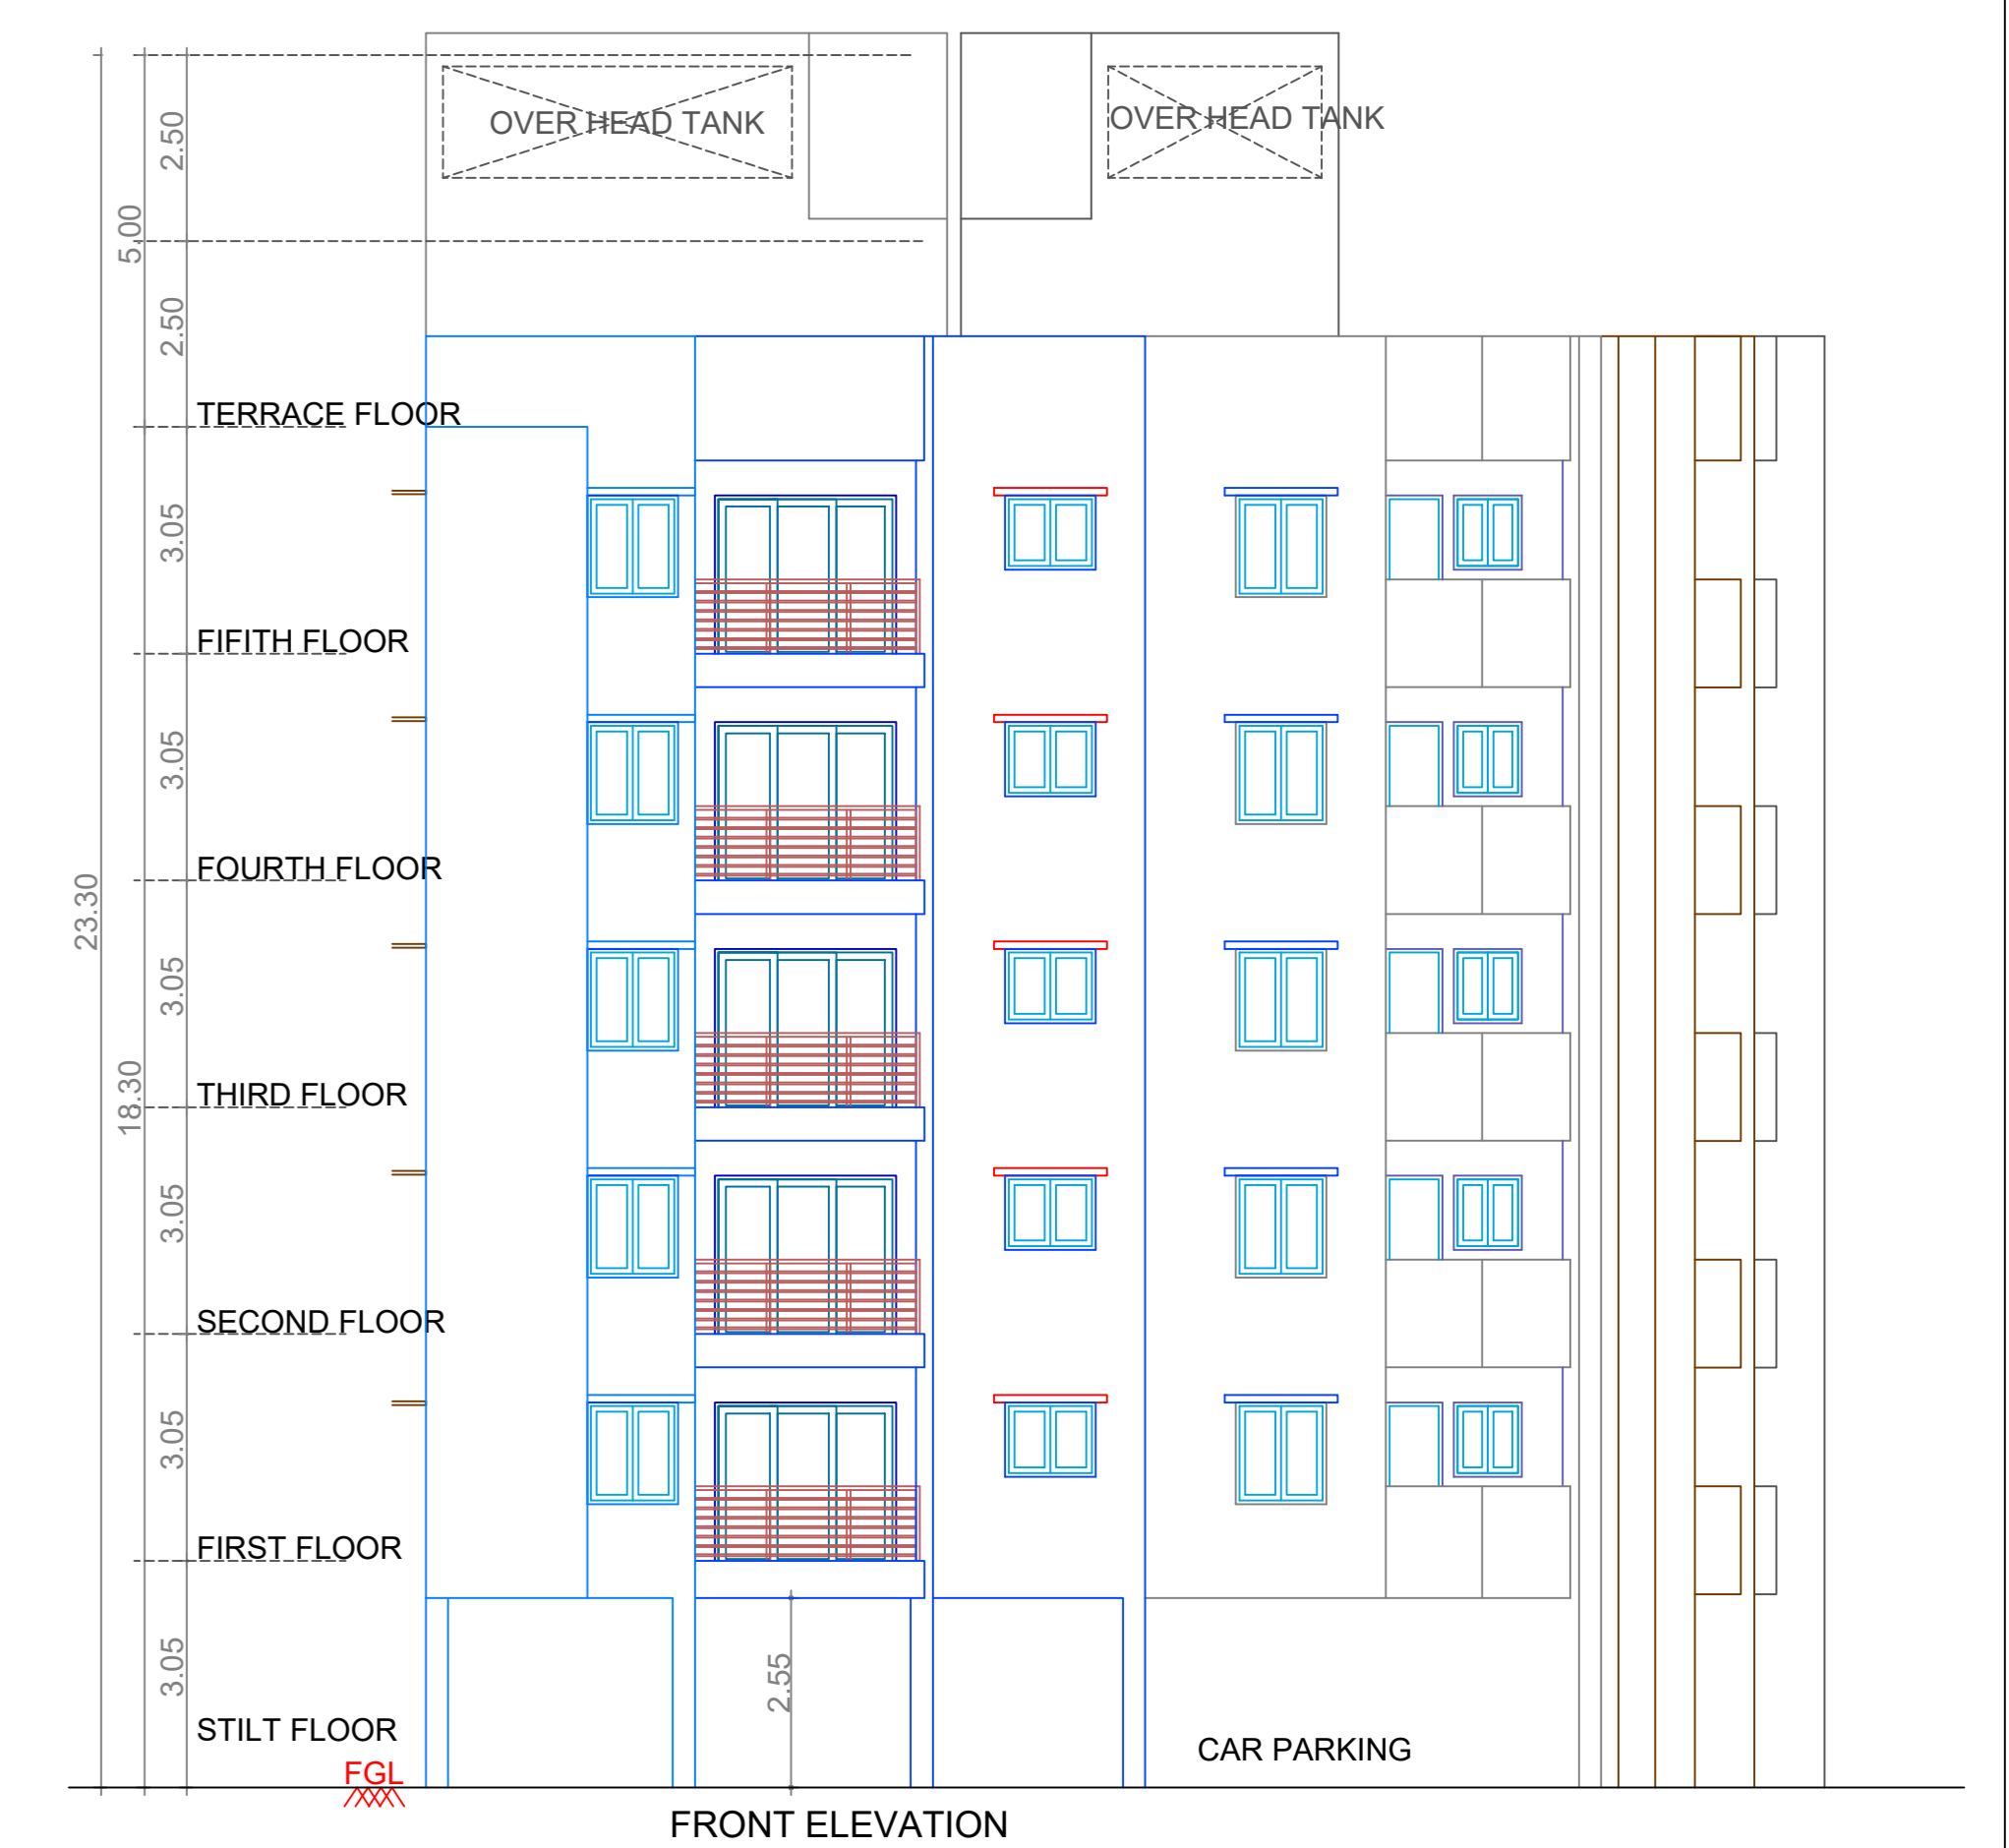 OVER HEAD TANK
OVER HEAD TANK
2.50
5.00
2.50
TERRACE FLOOR
3.05
FIFITH FLOOR
3.05
FOURTH FLOOR
23.30
3.05
THIRD FLOOR
18.30
3.05
SECOND FLOOR
3.05
FIRST FLOOR
3.05
2.55
STILT FLOOR
CAR PARKING
FGL
FRONT ELEVATION